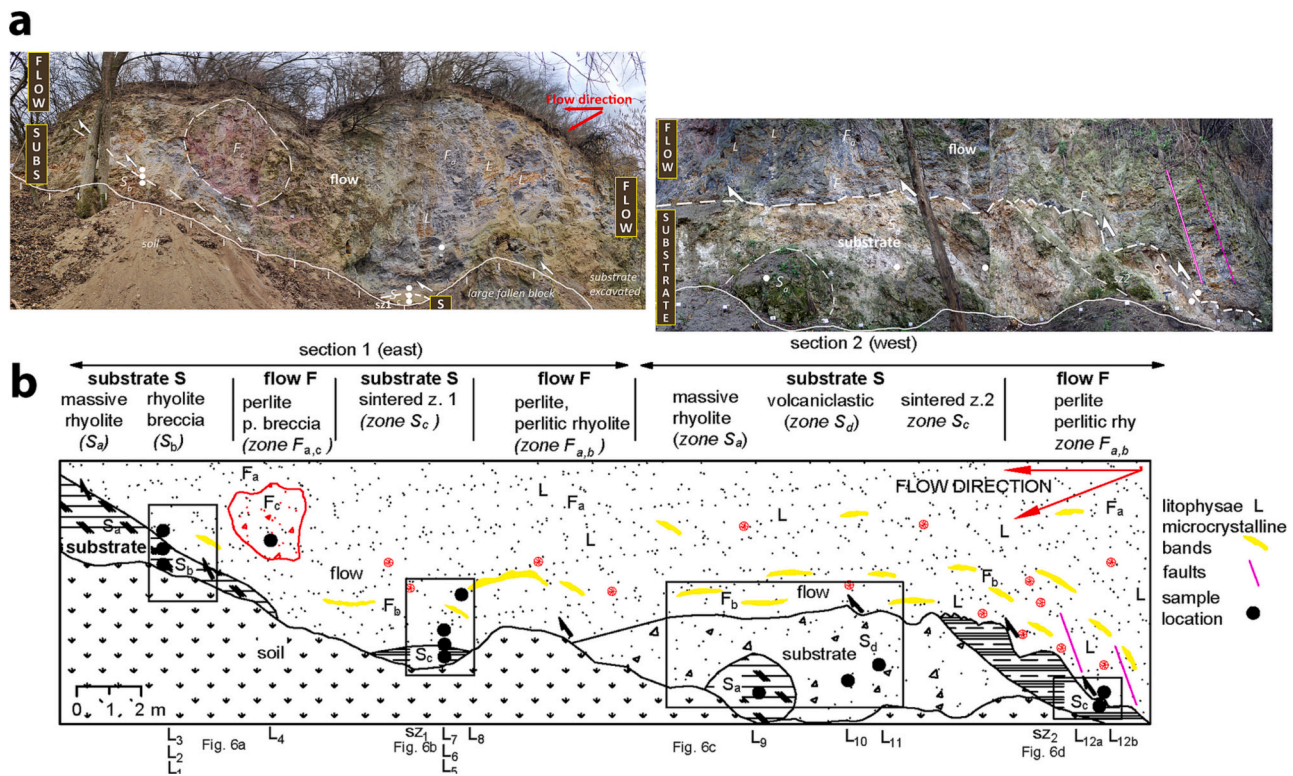 a
FLOW
SUBS
F
flow
L
L
Flow direction
FLOW
soil
sz1
S
large fallen block
substrate excavated
FLOW
SUBSTRATE
L
L
flow
substrate
Sa
F
section 1 (east)
section 2 (west)
b
substrate S
flow F
substrate S
flow F
substrate S
flow F
massive rhyolite (Sa)
rhyolite breccia (Sb)
perlite p. breccia (zone Fa,c)
sintered z. 1 (zone Sc)
perlite, perlitic rhyolite (zone Fa,b)
massive rhyolite (zone Sa)
volcaniclastic (zone Sd)
sintered z.2 zone Sc
perlite perlitic rhy zone Fa,b
Fa
Fc
L
Fa
L
L
L
FLOW DIRECTION
L
Fa
Sa
substrate
Sb
flow
Fb
flow
Fb
Fb
L
L
L
soil
Sc
Sd
substrate
Sa
Sc
0 1 2 m
litophysae L
microcrystalline
bands
faults
sample
location
L3
L2
L1
Fig. 6a
L4
sz1
Fig. 6b
L7
L6
L5
L8
Fig. 6c
L9
L10
L11
sz2
Fig. 6d
L12a
L12b